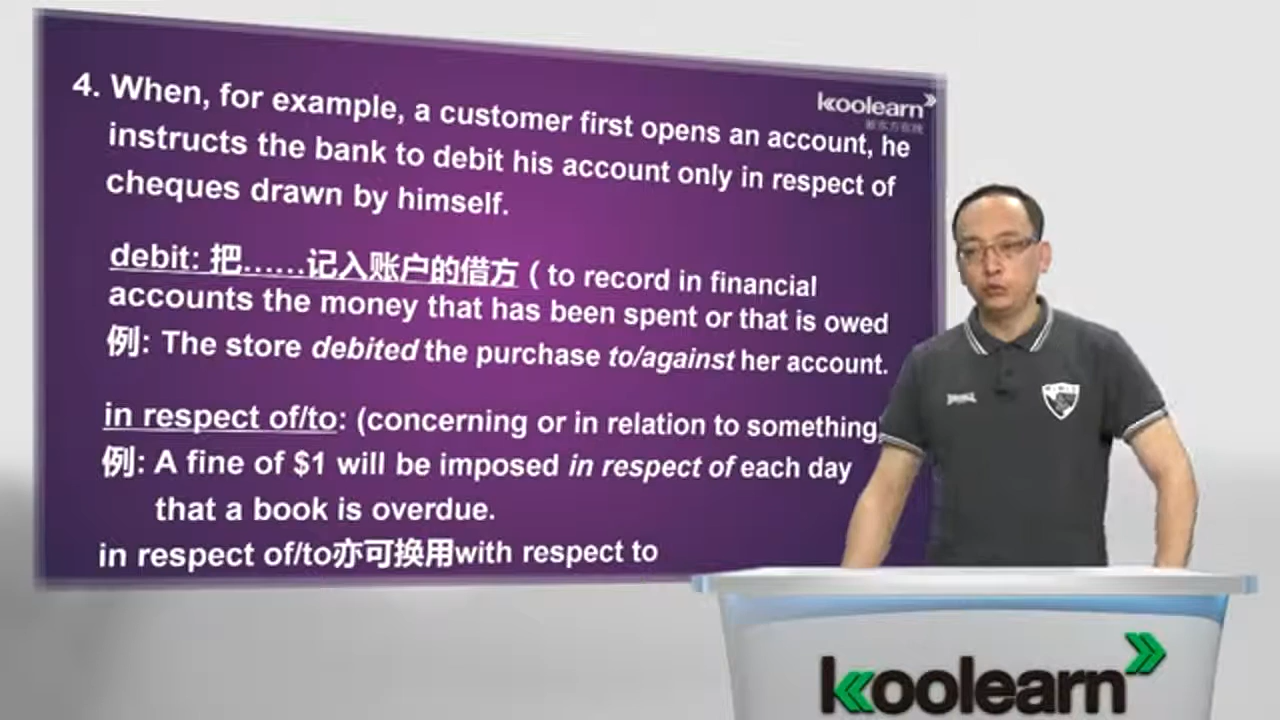 koolearn
新东方在线
4. When, for example, a customer first opens an account, he
instructs the bank to debit his account only in respect of
cheques drawn by himself.
debit: 把……记入账户的借方 ( to record in financial
accounts the money that has been spent or that is owed
例: The store debited the purchase to/against her account.
in respect of/to: (concerning or in relation to something
例: A fine of $1 will be imposed in respect of each day
that a book is overdue.
in respect of/to亦可换用with respect to
koolearn